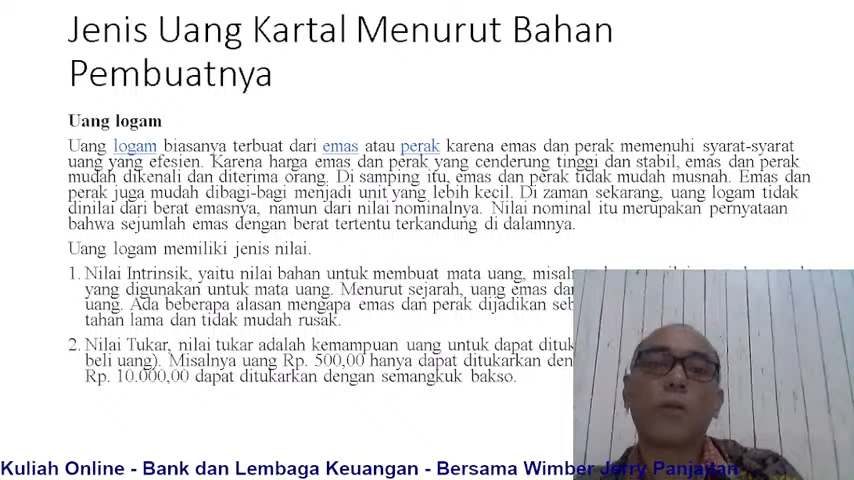 Jenis Uang Kartal Menurut Bahan
Pembuatnya
Uang logam
Uang logam biasanya terbuat dari emas atau perak karena emas dan perak memenuhi syarat-syarat
uang yang efesien. Karena harga emas dan perak yang cenderung tinggi dan stabil, emas dan perak
mudah dikenali dan diterima orang. Di samping itu, emas dan perak tidak mudah musnah. Emas dan
perak juga mudah dibagi-bagi menjadi unit yang lebih kecil. Di zaman sekarang, uang logam tidak
dinilai dari berat emasnya, namun dari nilai nominalnya. Nilai nominal itu merupakan pernyataan
bahwa sejumlah emas dengan berat tertentu terkandung di dalamnya.
Uang logam memiliki jenis nilai.
1. Nilai Intrinsik, yaitu nilai bahan untuk membuat mata uang,
yang digunakan untuk mata uang. Menurut sejarah, uang emas
uang. Ada beberapa alasan mengapa emas dan perak dijadikan
tahan lama dan tidak mudah rusak.
2. Nilai Tukar, nilai tukar adalah kemampuan uang untuk dapat
beli uang). Misalnya uang Rp. 500,00 hanya dapat ditukarkan
Rp. 10.000,00 dapat ditukarkan dengan semangkuk bakso.
Kuliah Online - Bank dan Lembaga Keuangan - Bersama Wimber Jerry Panjaitan